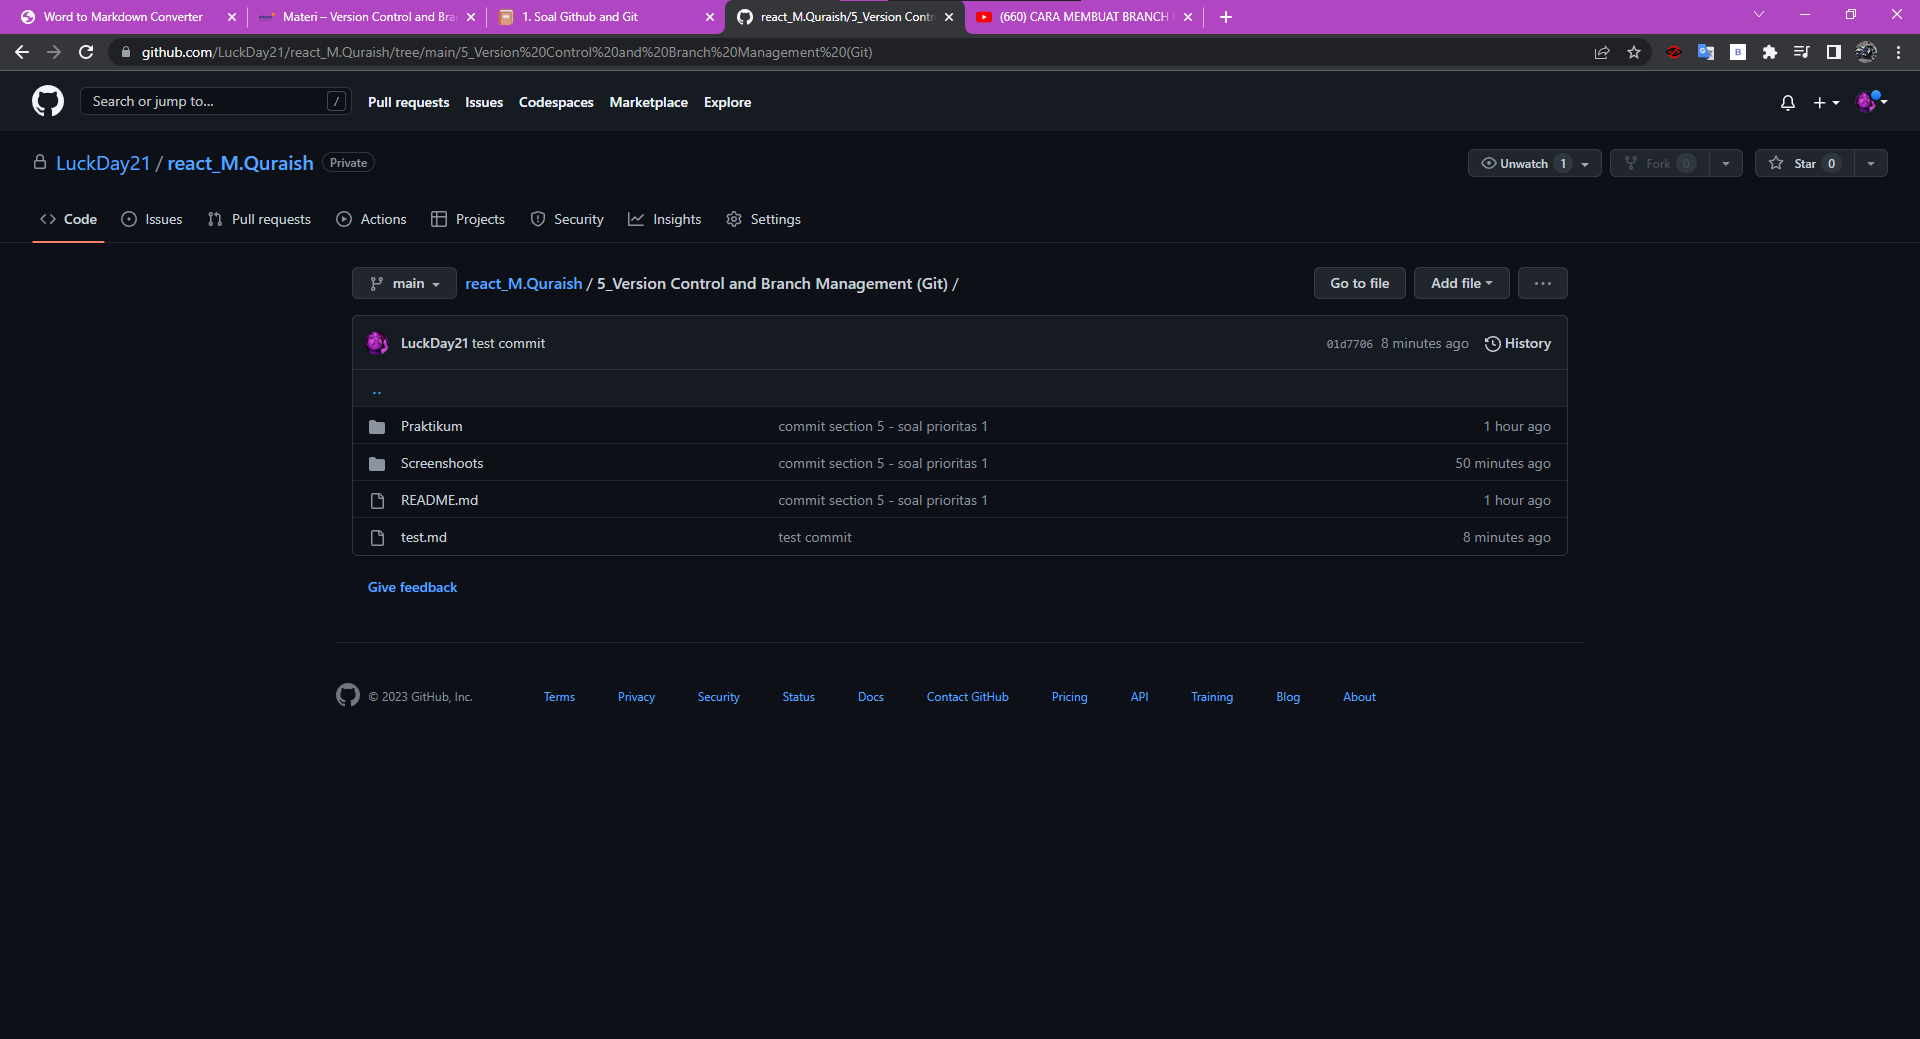 Word to Markdown Converter
Materi – Version Control and Bra
1. Soal Github and Git
react_M.Quraish/5_Version Contr
(660) CARA MEMBUAT BRANCH
github.com/LuckDay21/react_M.Quraish/tree/main/5_Version%20Control%20and%20Branch%20Management%20(Git)
Search or jump to... /
Pull requests Issues Codespaces Marketplace Explore
LuckDay21 / react_M.Quraish Private
Unwatch 1 Fork 0 Star 0
Code Issues Pull requests Actions Projects Security Insights Settings
main react_M.Quraish / 5_Version Control and Branch Management (Git) /
Go to file Add file ...
LuckDay21 test commit 01d7706 8 minutes ago History
..
Praktikum commit section 5 - soal prioritas 1 1 hour ago
Screenshoots commit section 5 - soal prioritas 1 50 minutes ago
README.md commit section 5 - soal prioritas 1 1 hour ago
test.md test commit 8 minutes ago
Give feedback
© 2023 GitHub, Inc. Terms Privacy Security Status Docs Contact GitHub Pricing API Training Blog About